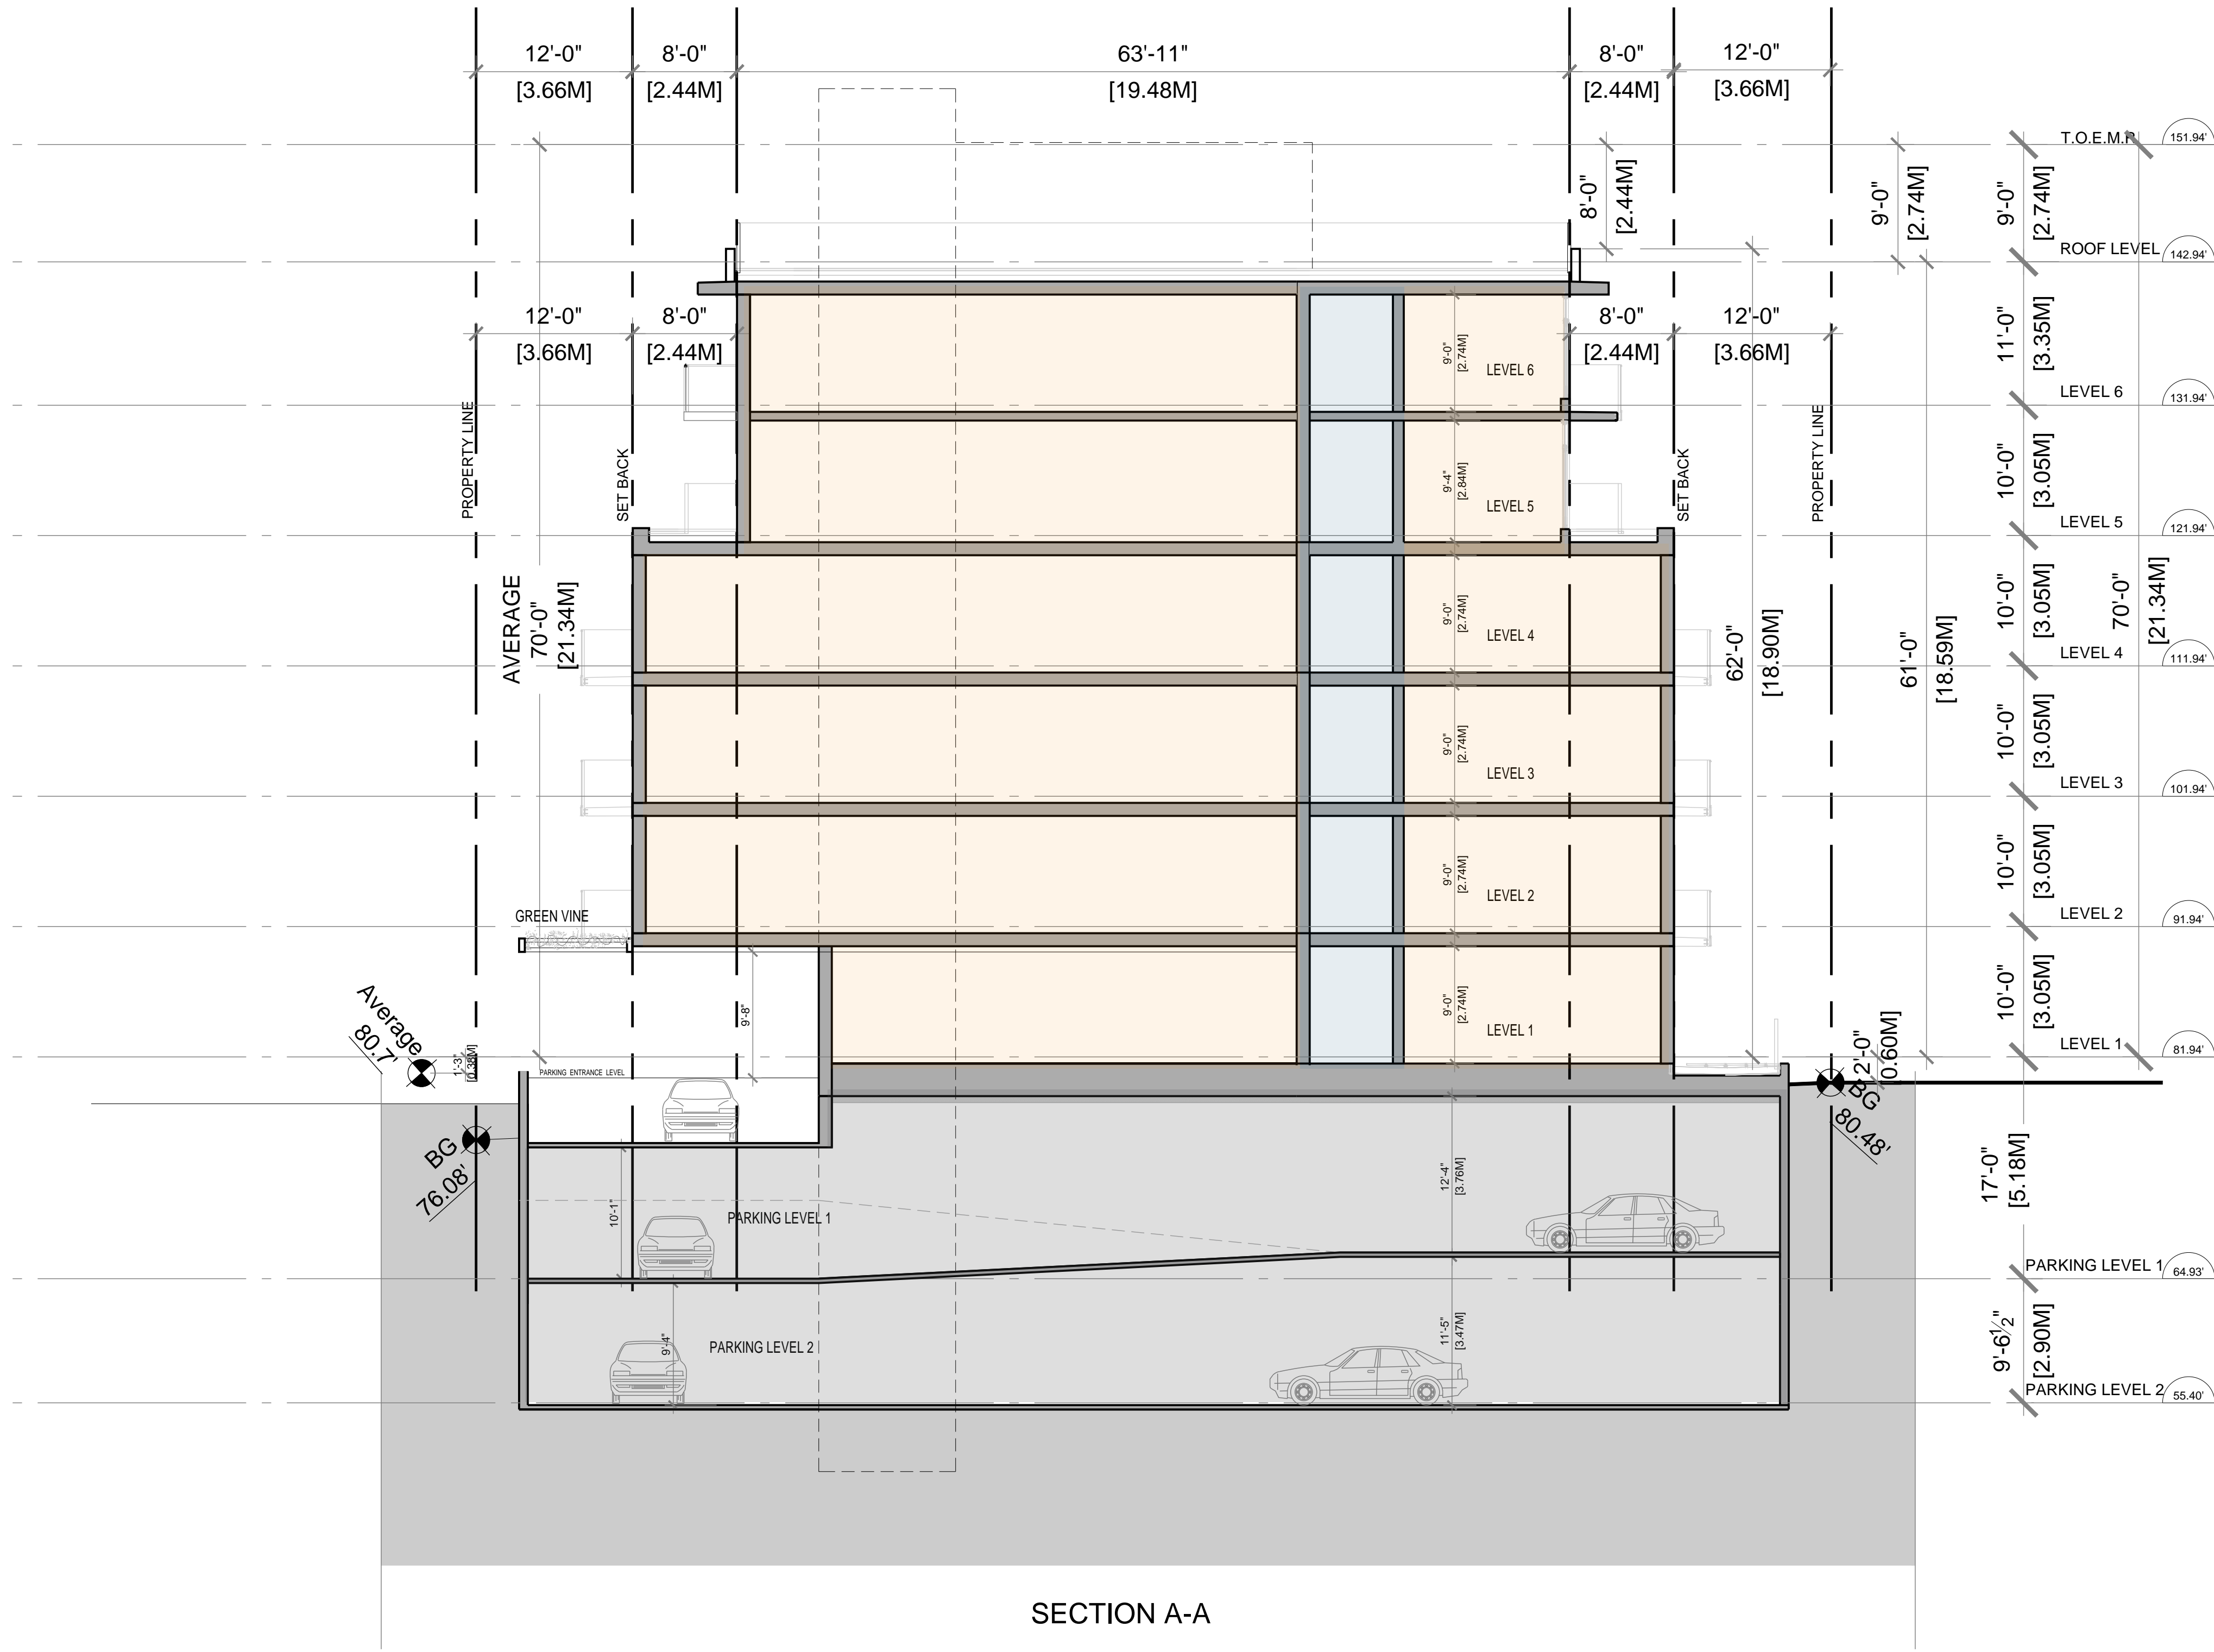 12'-0" 8'-0" 63'-11" 8'-0" 12'-0"
[3.66M] [2.44M] [19.48M] [2.44M] [3.66M]
T.O.E.M.R 151.94'
8'-0"
[2.44M]
9'-0"
[2.74M]
9'-0"
[2.74M]
ROOF LEVEL 142.94'
12'-0" 8'-0" 8'-0" 12'-0"
[3.66M] [2.44M] [2.44M] [3.66M]
11'-0"
[3.35M]
9'-0"
[2.74M]
LEVEL 6
LEVEL 6 131.94'
PROPERTY LINE
SET BACK
SET BACK
PROPERTY LINE
10'-0"
[3.05M]
9'-4"
[2.84M]
LEVEL 5
LEVEL 5 121.94'
AVERAGE
70'-0"
[21.34M]
9'-0"
[2.74M]
LEVEL 4
62'-0"
[18.90M]
61'-0"
[18.59M]
10'-0"
[3.05M]
70'-0"
[21.34M]
LEVEL 4 111.94'
9'-0"
[2.74M]
LEVEL 3
10'-0"
[3.05M]
LEVEL 3 101.94'
9'-0"
[2.74M]
LEVEL 2
10'-0"
[3.05M]
GREEN VINE
LEVEL 2 91.94'
Average
80.7'
1'-3"
[0.38M]
9'-8"
PARKING ENTRANCE LEVEL
9'-0"
[2.74M]
LEVEL 1
10'-0"
[3.05M]
LEVEL 1 81.94'
2'-0"
0.60M]
BG
80.48'
BG
76.08'
10'-1"
PARKING LEVEL 1
12'-4"
[3.76M]
17'-0"
[5.18M]
PARKING LEVEL 1 64.93'
9'-4"
PARKING LEVEL 2
11'-5"
[3.47M]
9'-6½"
[2.90M]
PARKING LEVEL 2 55.40'
SECTION A-A